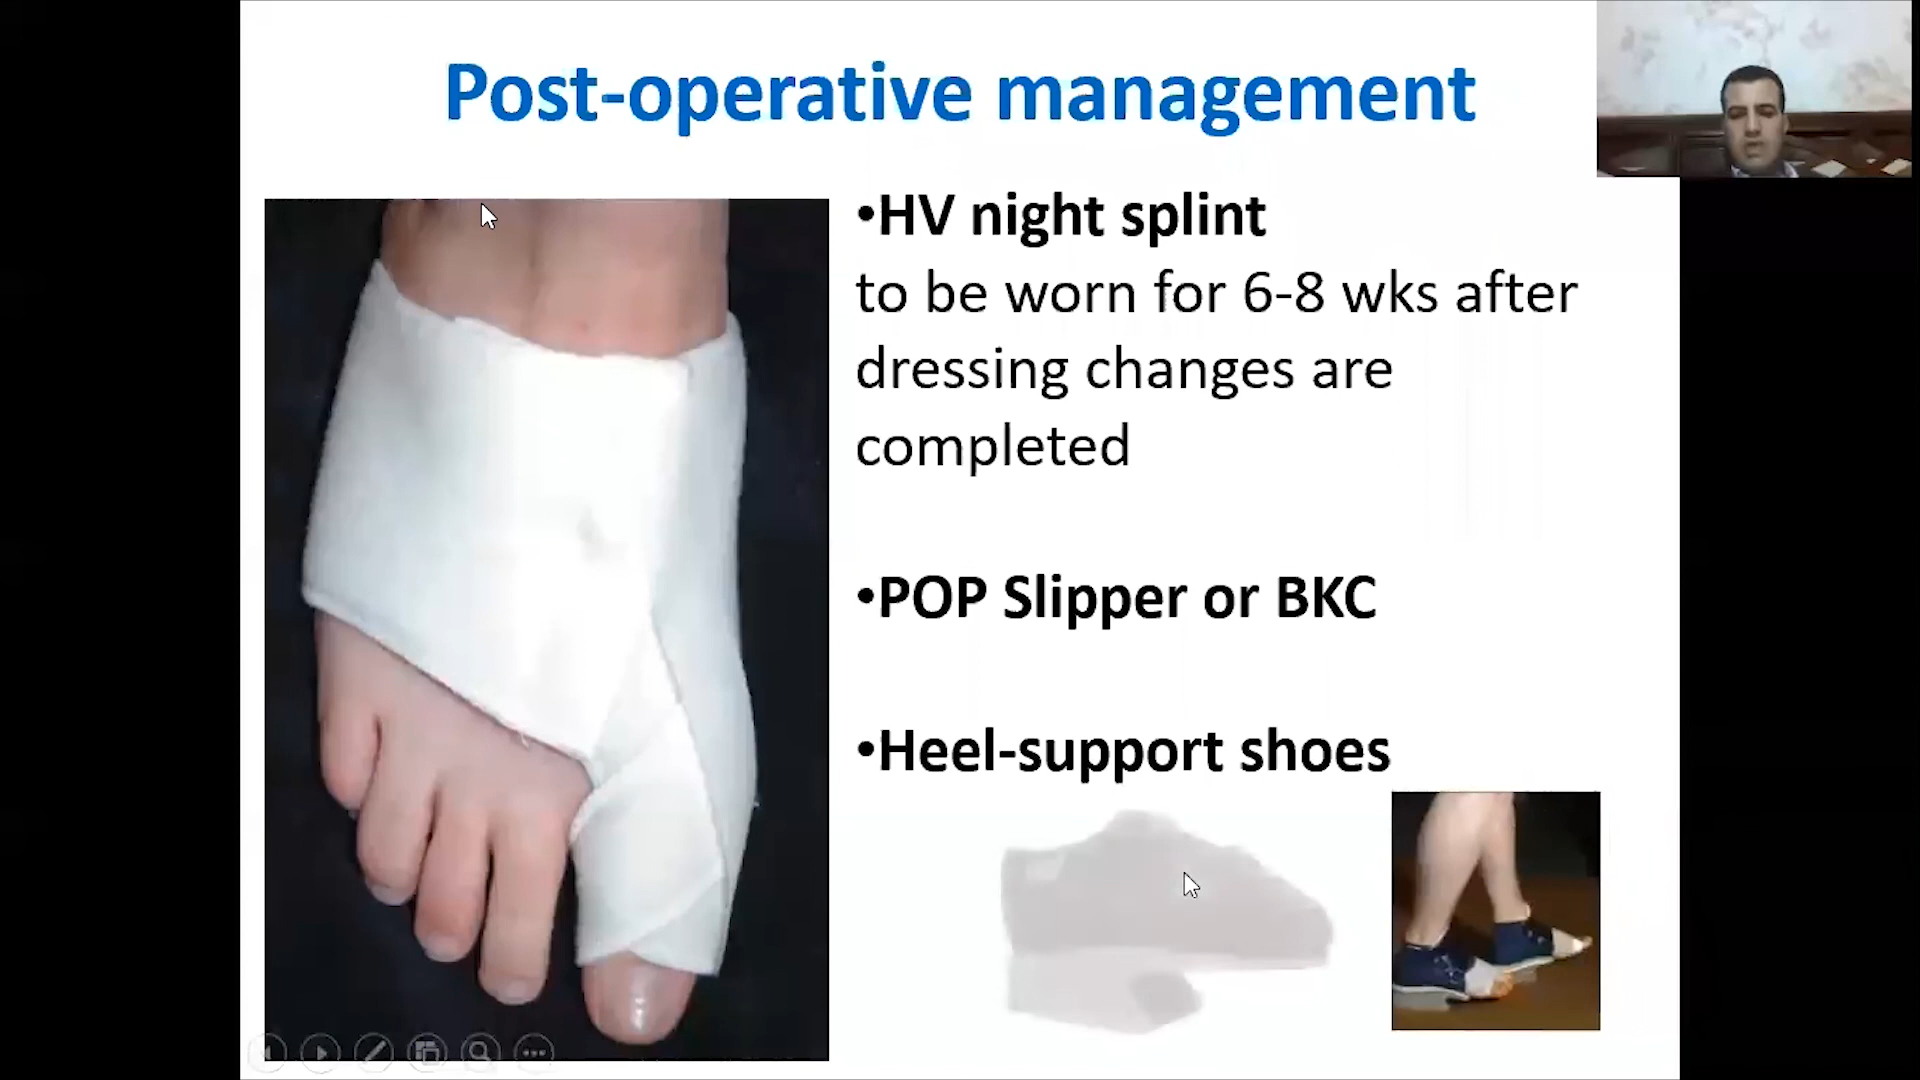 Post-operative management
•HV night splint
to be worn for 6-8 wks after
dressing changes are
completed
•POP Slipper or BKC
•Heel-support shoes